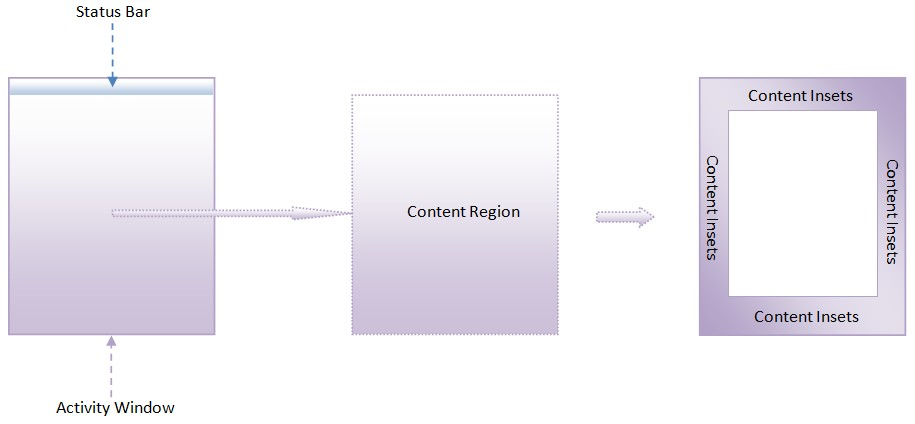 Status Bar
Content Insets
Content Insets
Content Region
Content Insets
Content Insets
Activity Window